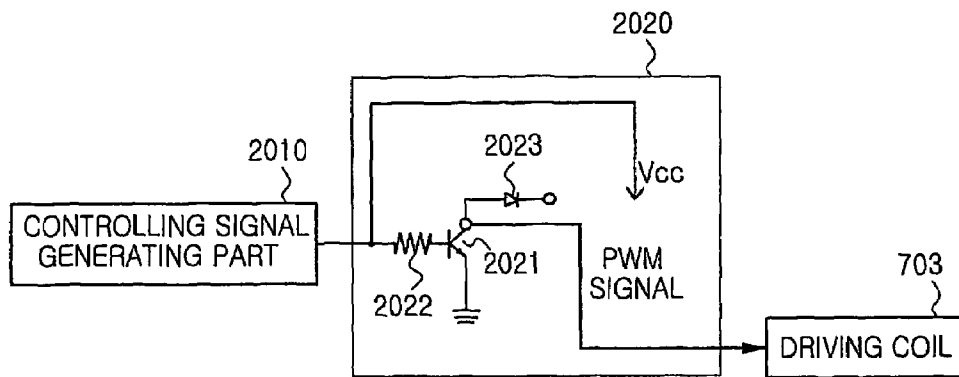 2020
2010
2023
Vcc
CONTROLLING SIGNAL
GENERATING PART
2021
2022
PWM
SIGNAL
703
DRIVING COIL